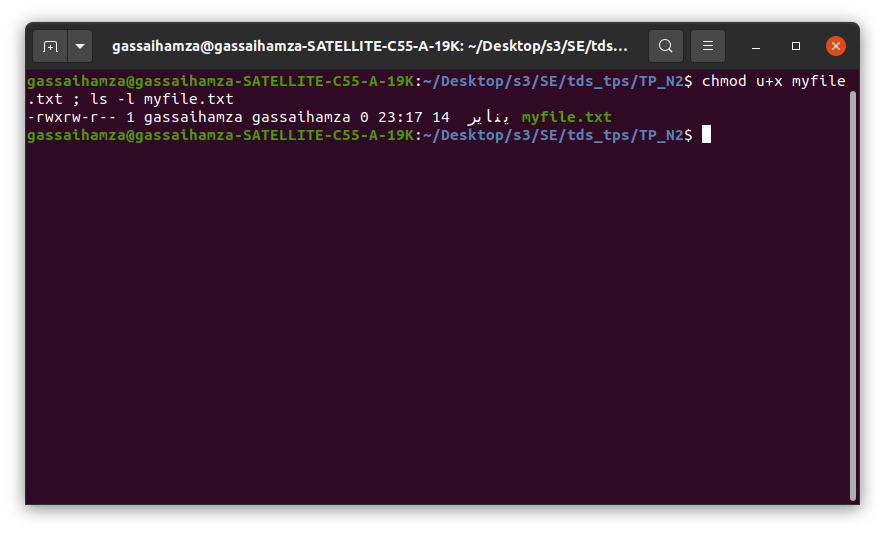 gassaihamza@gassaihamza-SATELLITE-C55-A-19K: ~/Desktop/s3/SE/tds...
gassaihamza@gassaihamza-SATELLITE-C55-A-19K:~/Desktop/s3/SE/tds_tps/TP_N2$ chmod u+x myfile
.txt ; ls -l myfile.txt
-rwxrw-r-- 1 gassaihamza gassaihamza 0 23:17 14  يناير myfile.txt
gassaihamza@gassaihamza-SATELLITE-C55-A-19K:~/Desktop/s3/SE/tds_tps/TP_N2$